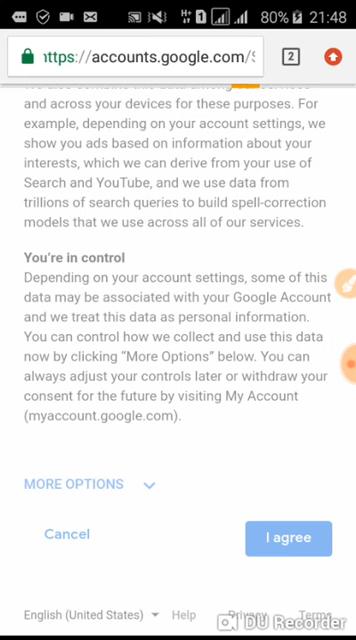 H+ 1 80% 21:48
https://accounts.google.com/S
2
and across your devices for these purposes. For
example, depending on your account settings, we
show you ads based on information about your
interests, which we can derive from your use of
Search and YouTube, and we use data from
trillions of search queries to build spell-correction
models that we use across all of our services.
You're in control
Depending on your account settings, some of this
data may be associated with your Google Account
and we treat this data as personal information.
You can control how we collect and use this data
now by clicking “More Options” below. You can
always adjust your controls later or withdraw your
consent for the future by visiting My Account
(myaccount.google.com).
MORE OPTIONS
Cancel
I agree
English (United States) Help Privacy Terms
DU Recorder